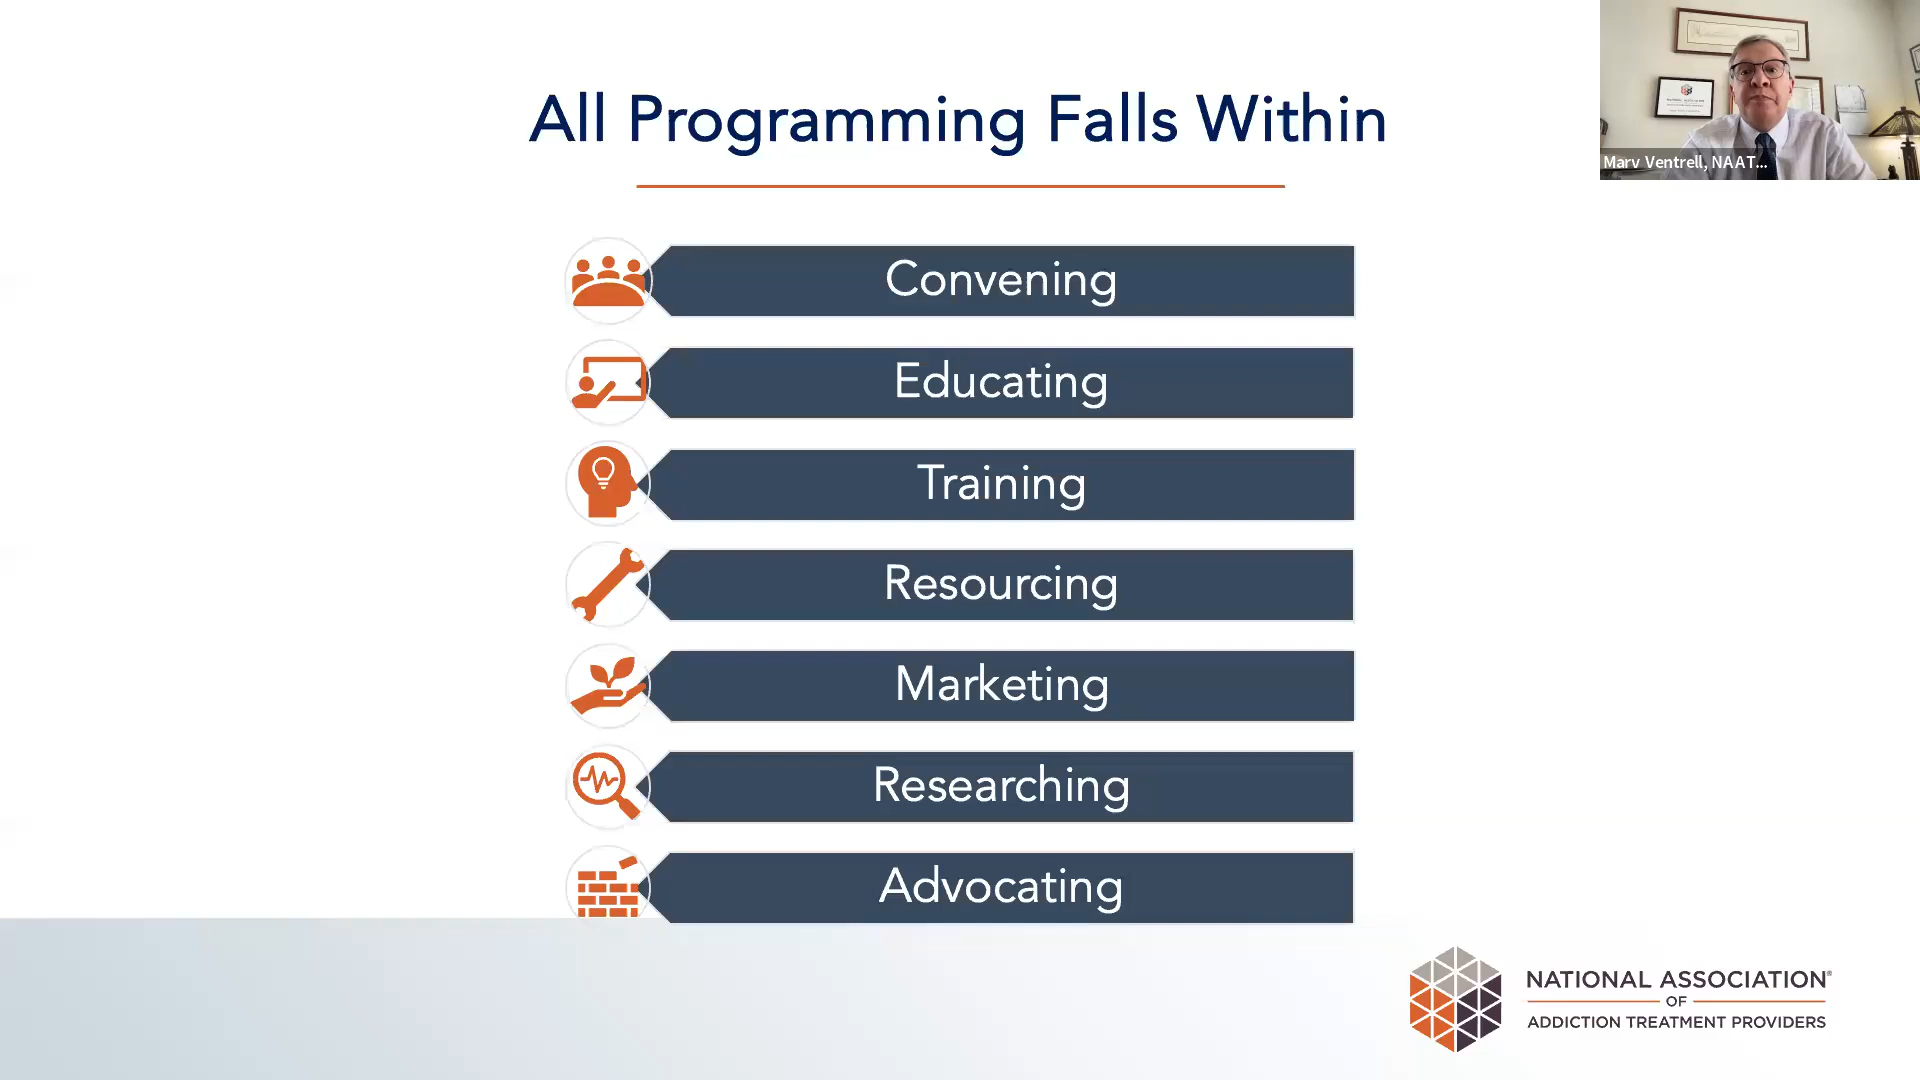 All Programming Falls Within
Marv Ventrell, NAAT...
Convening
Educating
Training
Resourcing
Marketing
Researching
Advocating
NATIONAL ASSOCIATION®
OF
ADDICTION TREATMENT PROVIDERS